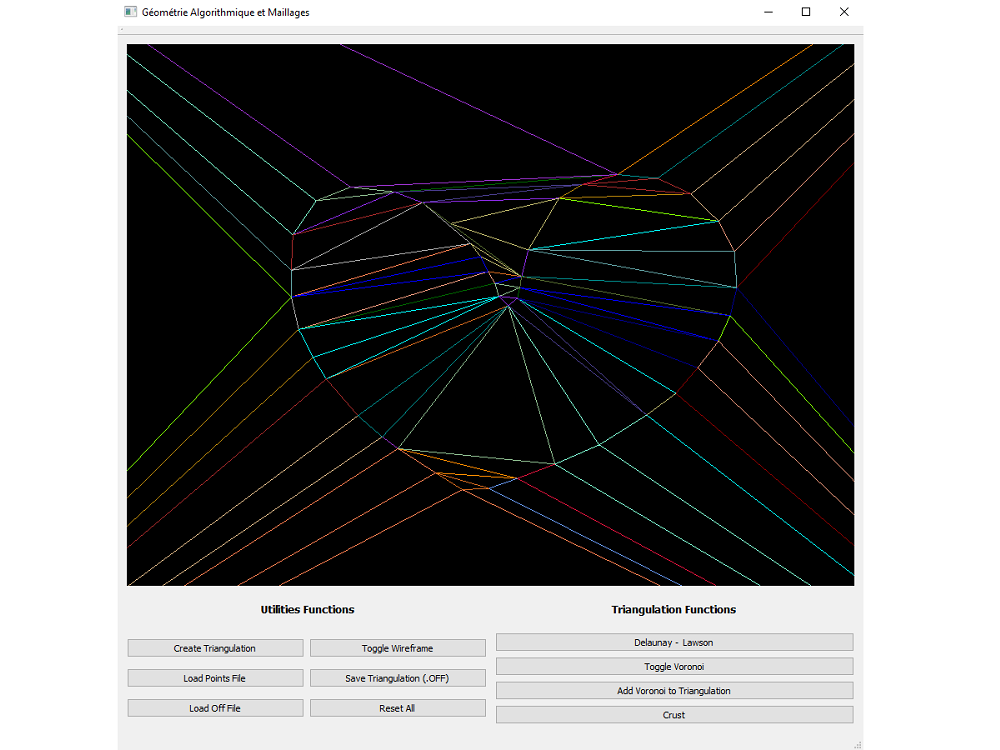 Géométrie Algorithmique et Maillages
Utilities Functions
Triangulation Functions
Create Triangulation
Toggle Wireframe
Load Points File
Save Triangulation (.OFF)
Load Off File
Reset All
Delaunay - Lawson
Toggle Voronoi
Add Voronoi to Triangulation
Crust